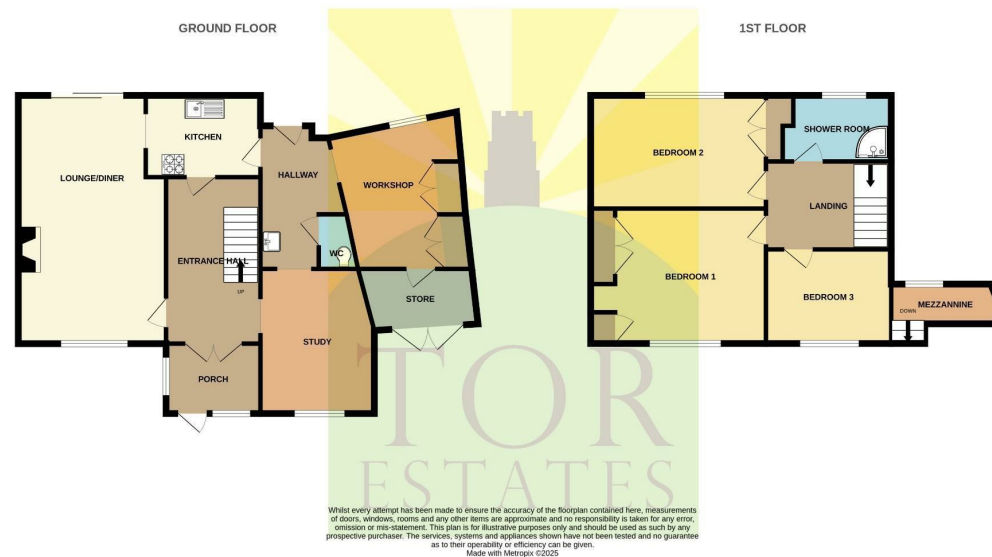 GROUND FLOOR
1ST FLOOR
KITCHEN
LOUNGE/DINER
HALLWAY
WORKSHOP
ENTRANCE HALL
WC
UP
STORE
STUDY
PORCH
BEDROOM 2
SHOWER ROOM
LANDING
BEDROOM 1
BEDROOM 3
MEZZANNINE
DOWN
TOR
ESTATES
Whilst every attempt has been made to ensure the accuracy of the floorplan contained here, measurements
of doors, windows, rooms and any other items are approximate and no responsibility is taken for any error,
omission or mis-statement. This plan is for illustrative purposes only and should be used as such by any
prospective purchaser. The services, systems and appliances shown have not been tested and no guarantee
as to their operability or efficiency can be given.
Made with Metropix ©2025